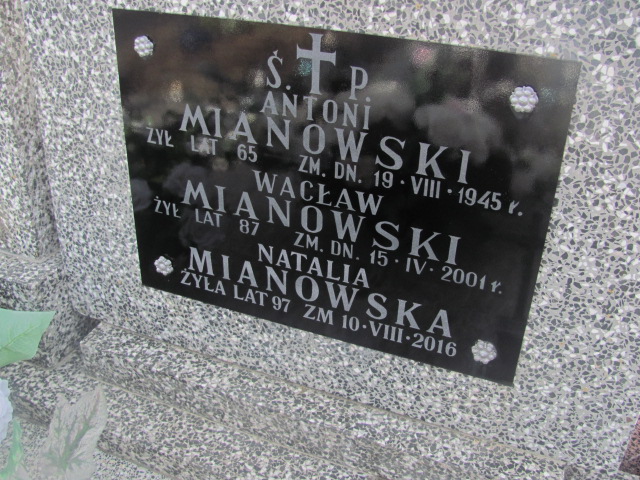 Ś. P.
ANTONI
MIANOWSKI
ŻYŁ LAT 65 ZM. DN. 19·VIII·1945 r.
WACŁAW
MIANOWSKI
ŻYŁ LAT 87 ZM. DN. 15·IV·2001 r.
NATALIA
MIANOWSKA
ŻYŁA LAT 97 ZM 10·VIII·2016